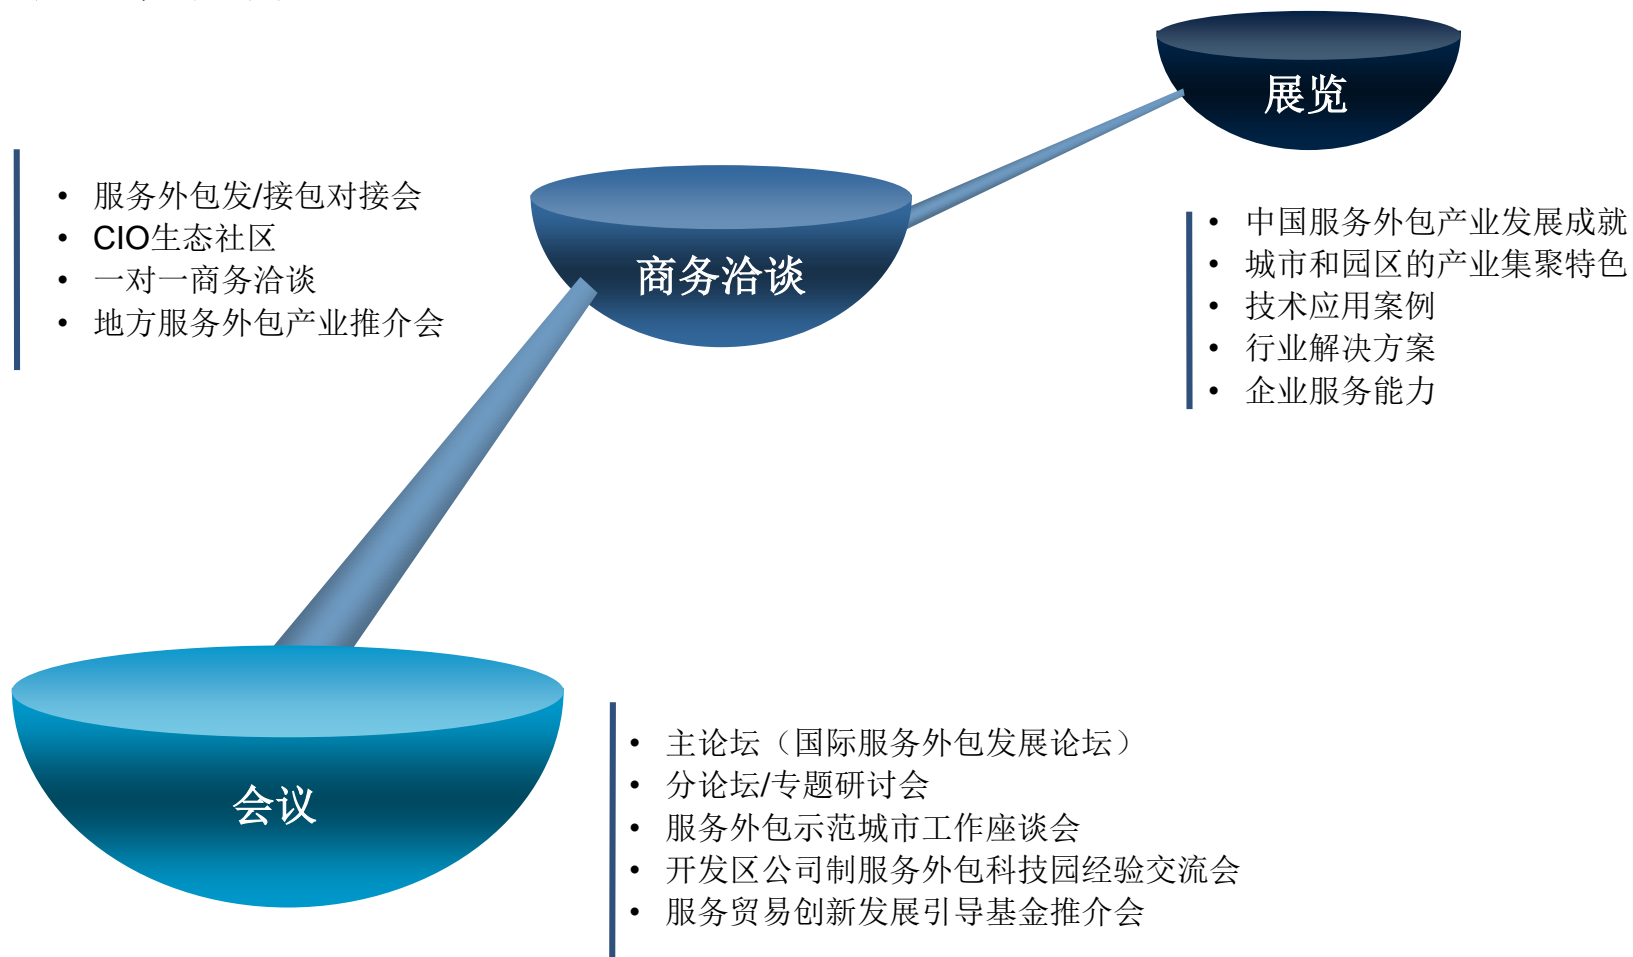 展览
服务外包发/接包对接会
CIO生态社区
一对一商务洽谈
地方服务外包产业推介会
商务洽谈
中国服务外包产业发展成就
城市和园区的产业集聚特色
技术应用案例
行业解决方案
企业服务能力
会议
主论坛（国际服务外包发展论坛）
分论坛/专题研讨会
服务外包示范城市工作座谈会
开发区公司制服务外包科技园经验交流会
服务贸易创新发展引导基金推介会